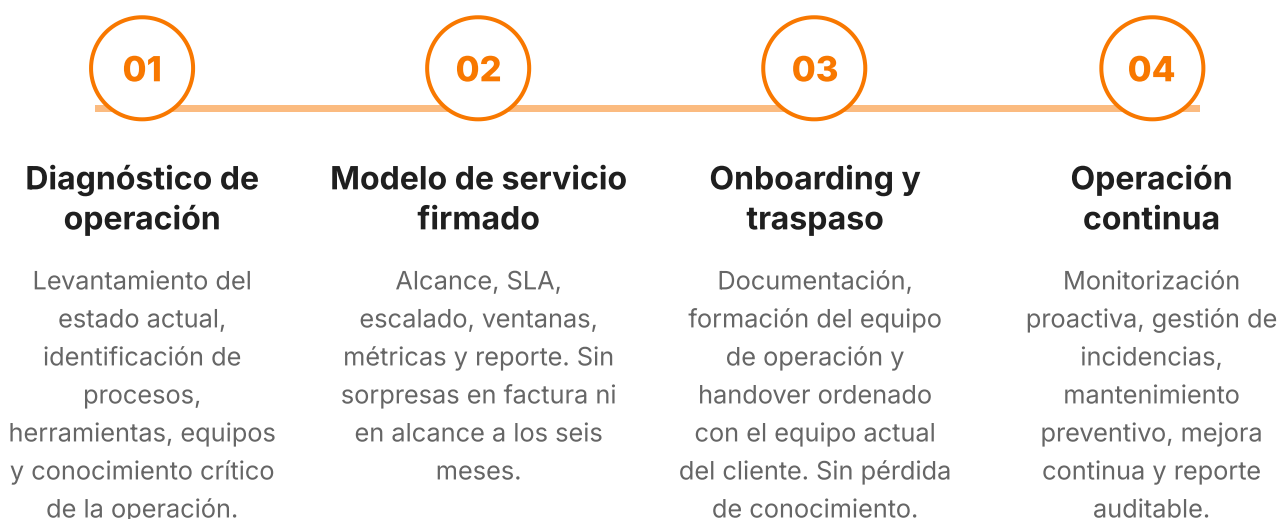 01
02
03
04
Diagnóstico de
operación
Levantamiento del
estado actual,
identificación de
procesos,
herramientas, equipos
y conocimiento crítico
de la operación.
Modelo de servicio
firmado
Alcance, SLA,
escalado, ventanas,
métricas y reporte. Sin
sorpresas en factura ni
en alcance a los seis
meses.
Onboarding y
traspaso
Documentación,
formación del equipo
de operación y
handover ordenado
con el equipo actual
del cliente. Sin pérdida
de conocimiento.
Operación
continua
Monitorización
proactiva, gestión de
incidencias,
mantenimiento
preventivo, mejora
continua y reporte
auditable.